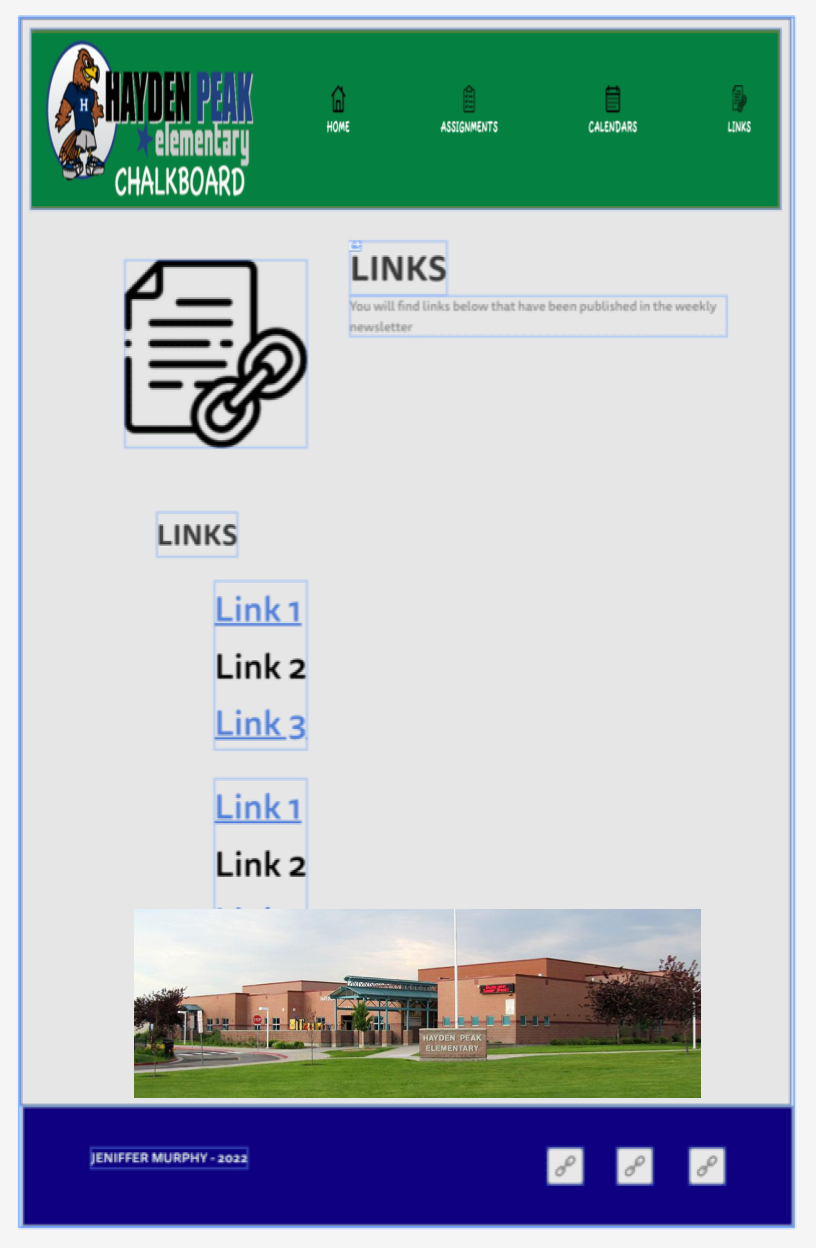 H
HAYDEN PEAK
elementary
CHALKBOARD
HOME
ASSIGNMENTS
CALENDARS
LINKS
LINKS
You will find links below that have been published in the weekly
newsletter
LINKS
Link 1
Link 2
Link 3
Link 1
Link 2
HAYDEN PEAK
ELEMENTARY
JENIFFER MURPHY - 2022